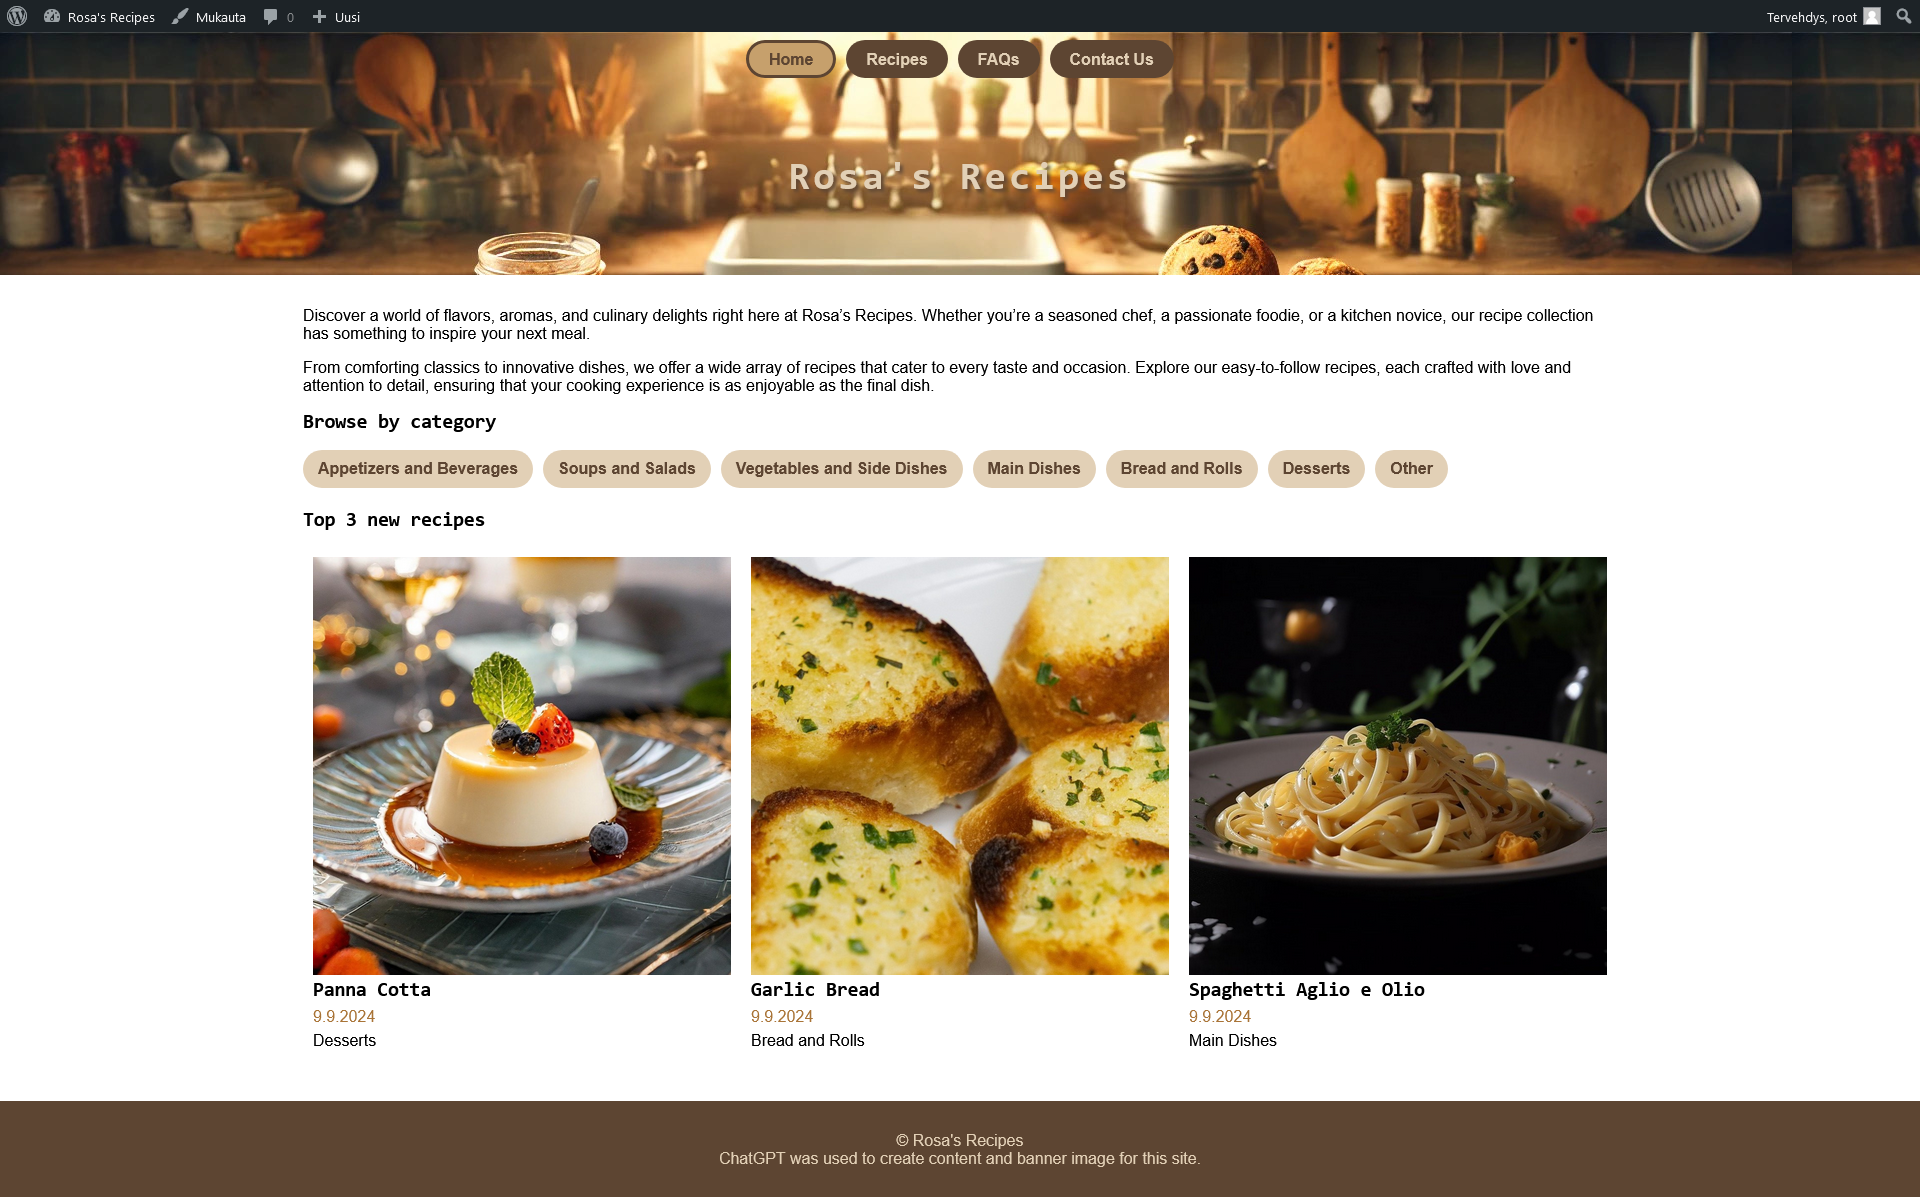 Rosa's Recipes Mukauta 0 Uusi Tervehdys, root
Home Recipes FAQs Contact Us
Rosa's Recipes
Discover a world of flavors, aromas, and culinary delights right here at Rosa’s Recipes. Whether you’re a seasoned chef, a passionate foodie, or a kitchen novice, our recipe collection
has something to inspire your next meal.
From comforting classics to innovative dishes, we offer a wide array of recipes that cater to every taste and occasion. Explore our easy-to-follow recipes, each crafted with love and
attention to detail, ensuring that your cooking experience is as enjoyable as the final dish.
Browse by category
Appetizers and Beverages Soups and Salads Vegetables and Side Dishes Main Dishes Bread and Rolls Desserts Other
Top 3 new recipes
Panna Cotta
9.9.2024
Desserts
Garlic Bread
9.9.2024
Bread and Rolls
Spaghetti Aglio e Olio
9.9.2024
Main Dishes
© Rosa's Recipes
ChatGPT was used to create content and banner image for this site.